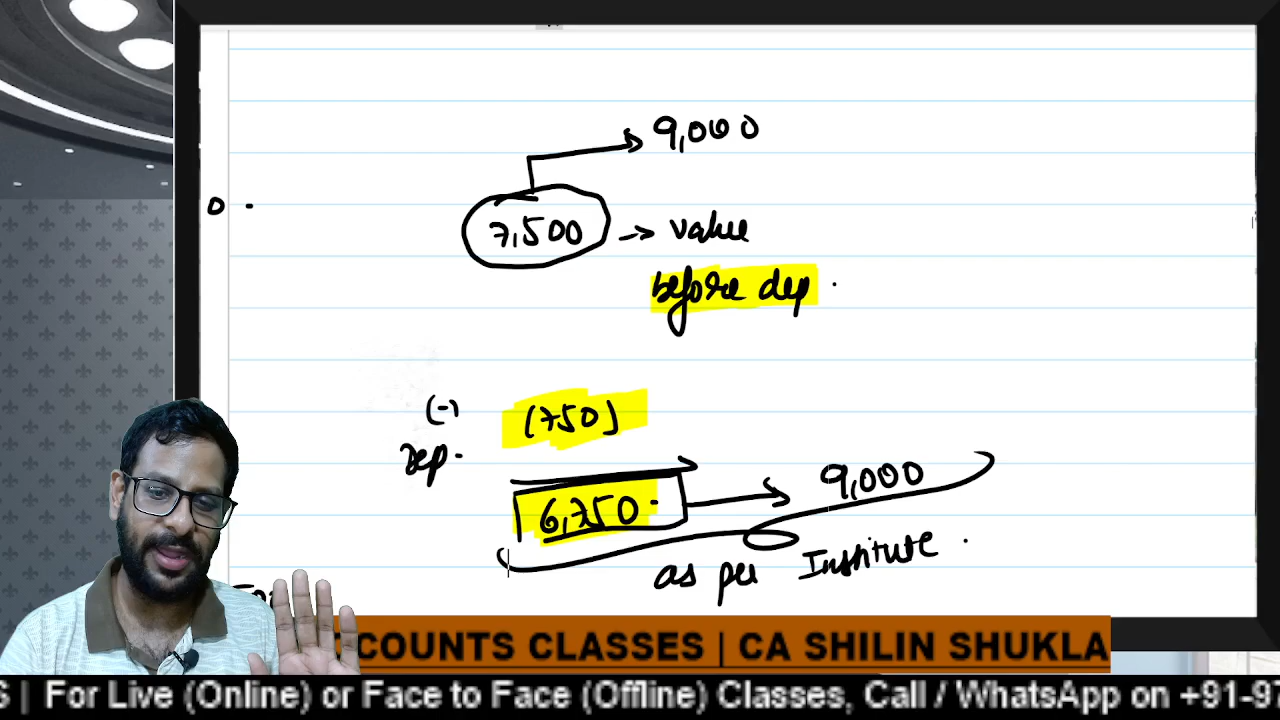 9,000
0 .
7,500 → value
before dep .
(-) (750)
Dep.
6,750 → 9,000
as per Institute .
COUNTS CLASSES | CA SHILIN SHUKLA
S | For Live (Online) or Face to Face (Offline) Classes, Call / WhatsApp on +91-97